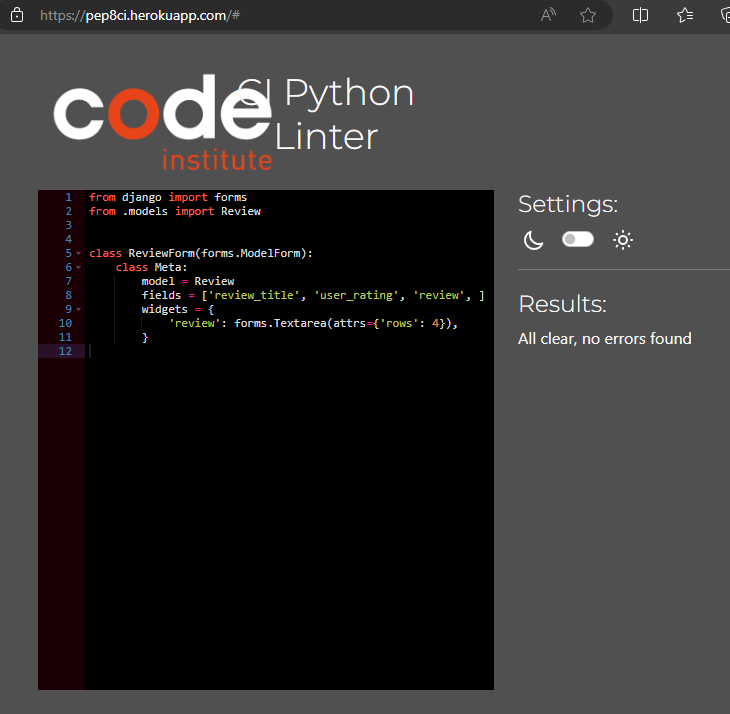 https://pep8ci.herokuapp.com/#
code
institute
CI Python
Linter
1 from django import forms
2 from .models import Review
3
4
5 class ReviewForm(forms.ModelForm):
6     class Meta:
7         model = Review
8         fields = ['review_title', 'user_rating', 'review', ]
9         widgets = {
10             'review': forms.Textarea(attrs={'rows': 4}),
11         }
12
Settings:
Results:
All clear, no errors found